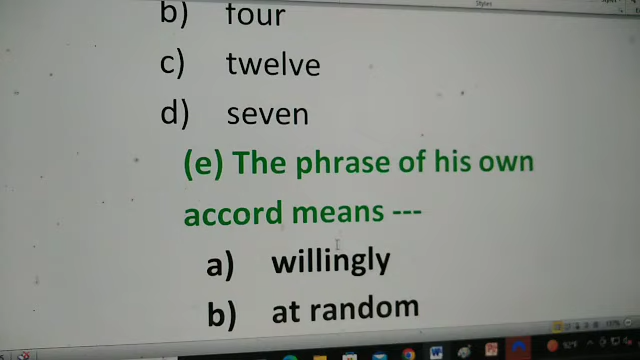 b) four
c) twelve
d) seven
(e) The phrase of his own
accord means ---
a) willingly
b) at random